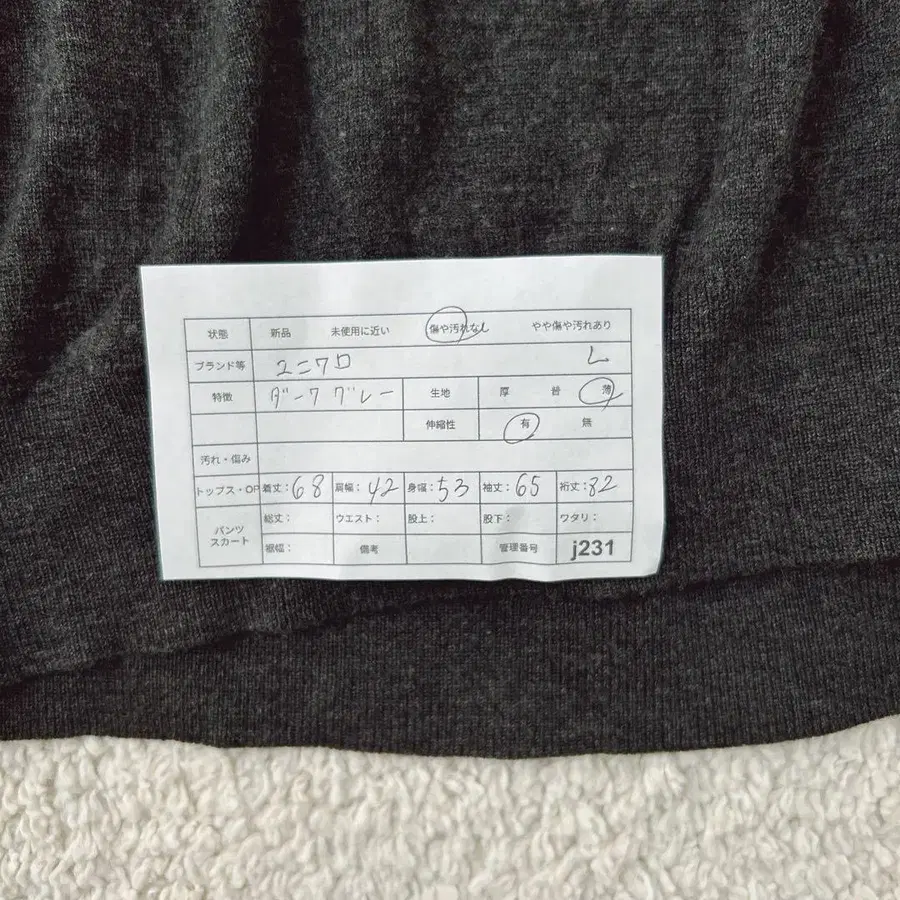 状態 新品 未使用に近い 傷や汚れなし やや傷や汚れあり
ブランド等 ユニクロ L
特徴 ダークグレー 生地 厚 普 薄
伸縮性 有 無
汚れ・傷み
トップス・OP 着丈:68 肩幅:42 身幅:53 袖丈:65 裄丈:82
パンツ スカート 総丈: ウエスト: 股上: 股下: ワタリ:
裾幅: 備考 管理番号 j231